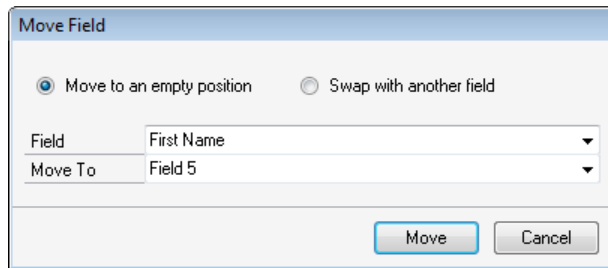 Move Field
Move to an empty position Swap with another field
Field First Name
Move To Field 5
Move Cancel